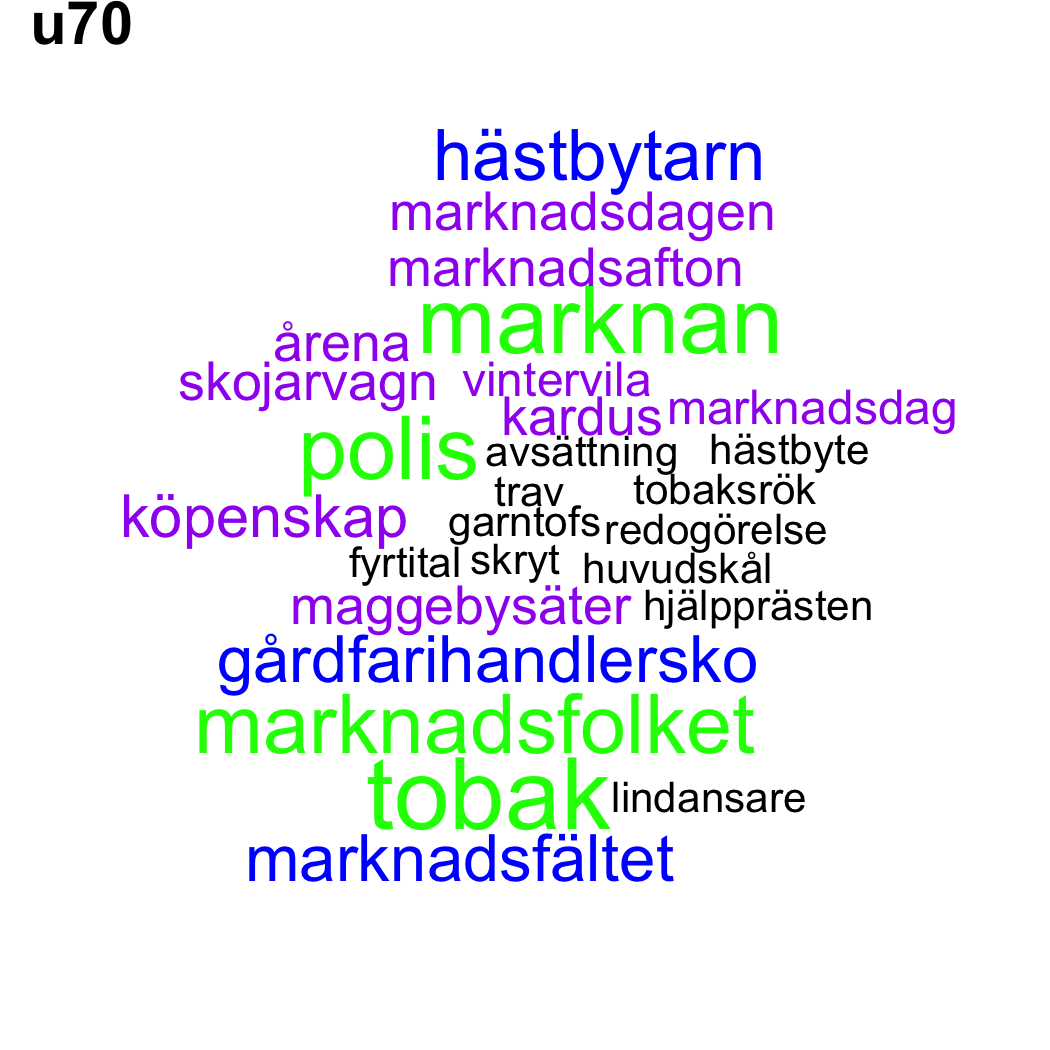 u70
hästbytarn
marknadsdagen
marknadsafton
marknan
årena
skojarvagn vintervila
kardus marknadsdag
polis avsättning hästbyte
trav tobaksrök
köpenskap garntofs redogörelse
fyrtital skryt huvudskål
maggebysäter hjälpprästen
gårdfarihandlersko
marknadsfolket
tobak lindansare
marknadsfältet